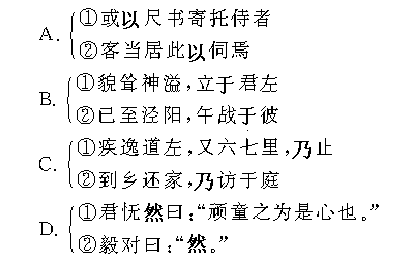 A. ①或以尺书寄托侍者
②客当居此以伺焉
B. ①貌耸神溢，立于君左
②已至泾阳，午战于彼
C. ①疾逸道左，又六七里，乃止
②到乡还家，乃访于庭
D. ①君怃然曰：“顽童之为是心也。”
②毅对曰：“然。”